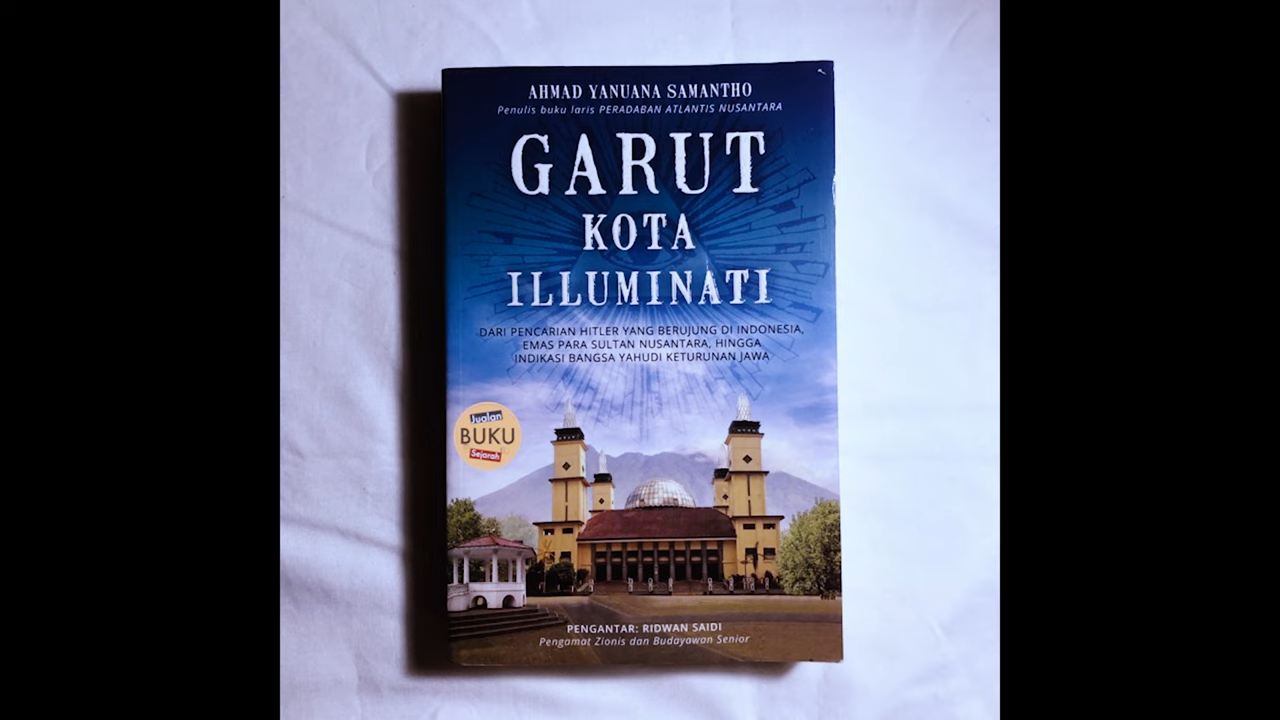 AHMAD YANUANA SAMANTHO
Penulis buku laris PERADABAN ATLANTIS NUSANTARA
GARUT
KOTA
ILLUMINATI
DARI PENCARIAN HITLER YANG BERUJUNG DI INDONESIA,
EMAS PARA SULTAN NUSANTARA, HINGGA
INDIKASI BANGSA YAHUDI KETURUNAN JAWA
Jualan
BUKU
Sejarah
PENGANTAR: RIDWAN SAIDI
Pengamat Zionis dan Budayawan Senior